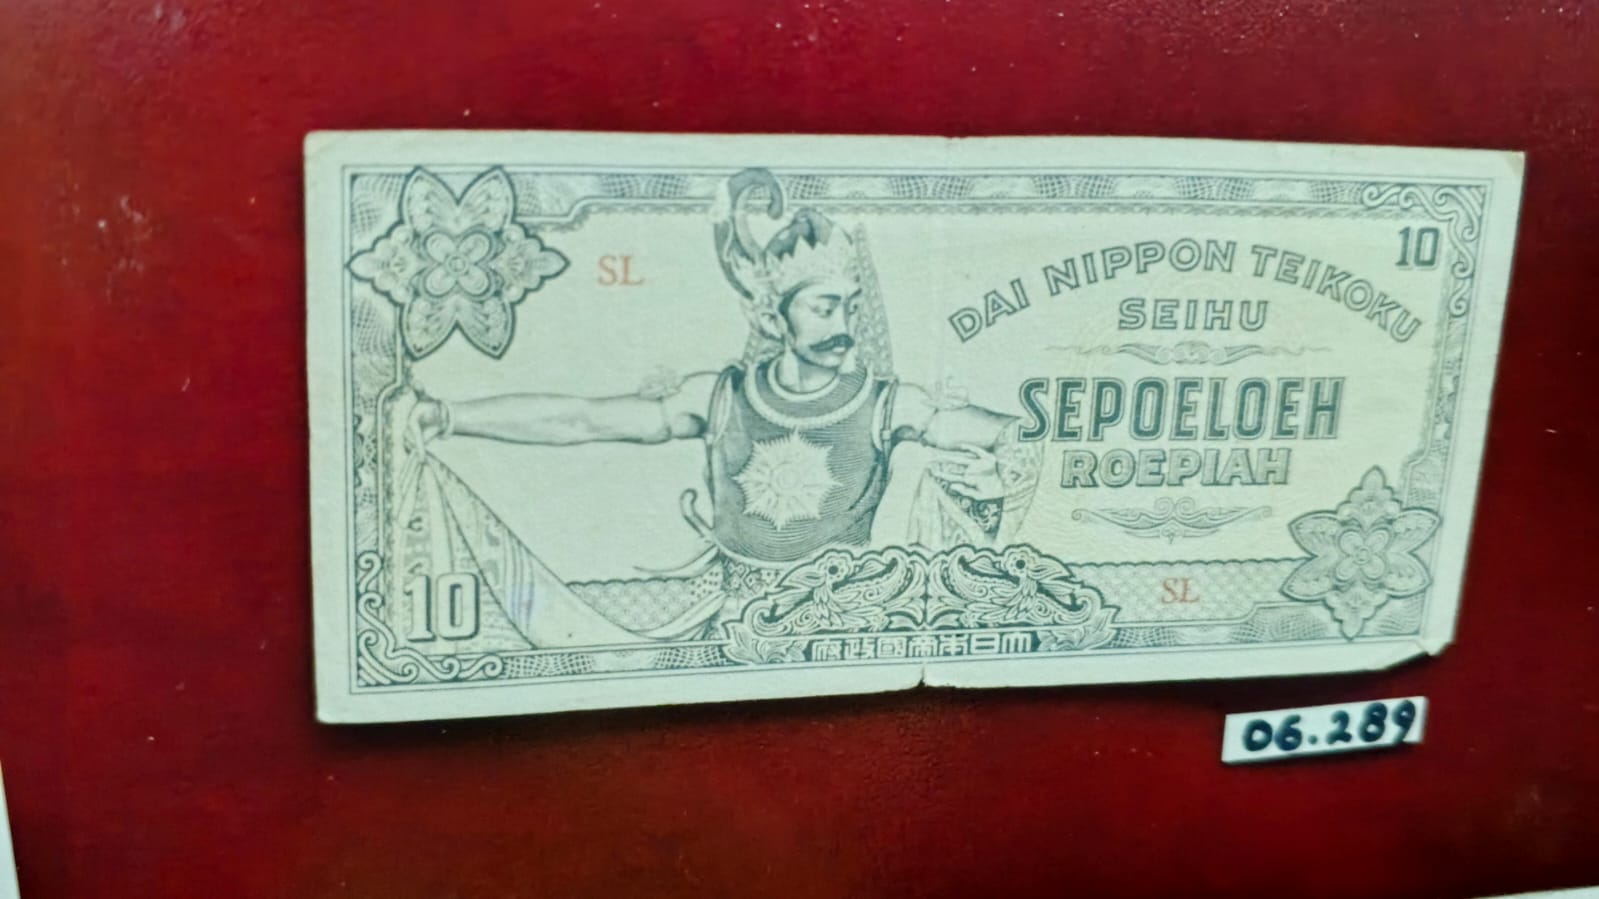 SL
10
DAI NIPPON TEIKOKU
SEIHU
SEPOELOEH
ROEPIAH
SL
10
府政國帝本日大
06.289